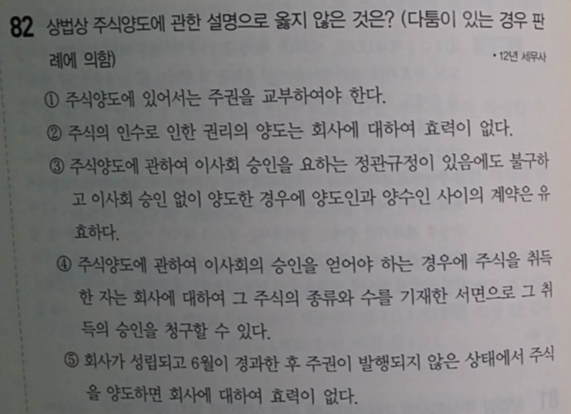 82 상법상 주식양도에 관한 설명으로 옳지 않은 것은? (다툼이 있는 경우 판
례에 의함)
• 12년 세무사
① 주식양도에 있어서는 주권을 교부하여야 한다.
② 주식의 인수로 인한 권리의 양도는 회사에 대하여 효력이 없다.
③ 주식양도에 관하여 이사회 승인을 요하는 정관규정이 있음에도 불구하
고 이사회 승인 없이 양도한 경우에 양도인과 양수인 사이의 계약은 유
효하다.
④ 주식양도에 관하여 이사회의 승인을 얻어야 하는 경우에 주식을 취득
한 자는 회사에 대하여 그 주식의 종류와 수를 기재한 서면으로 그 취
득의 승인을 청구할 수 있다.
⑤ 회사가 성립되고 6월이 경과한 후 주권이 발행되지 않은 상태에서 주식
을 양도하면 회사에 대하여 효력이 없다.